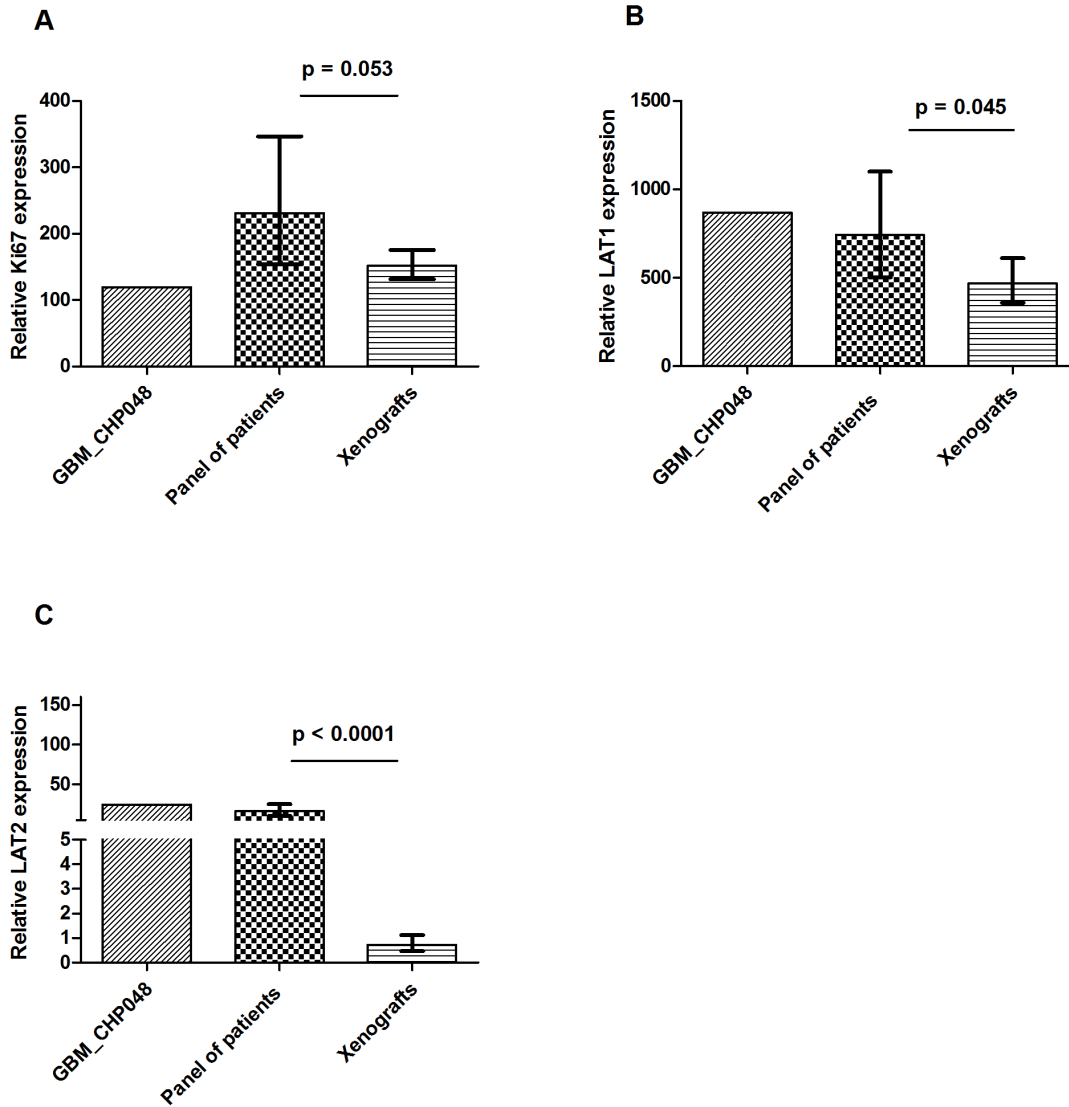 A
p = 0.053
Relative Ki67 expression
400
300
200
100
0
GBM_CHP048
Panel of patients
Xenografts
B
p = 0.045
Relative LAT1 expression
1500
1000
500
0
GBM_CHP048
Panel of patients
Xenografts
C
p < 0.0001
Relative LAT2 expression
150
100
50
5
4
3
2
1
0
GBM_CHP048
Panel of patients
Xenografts